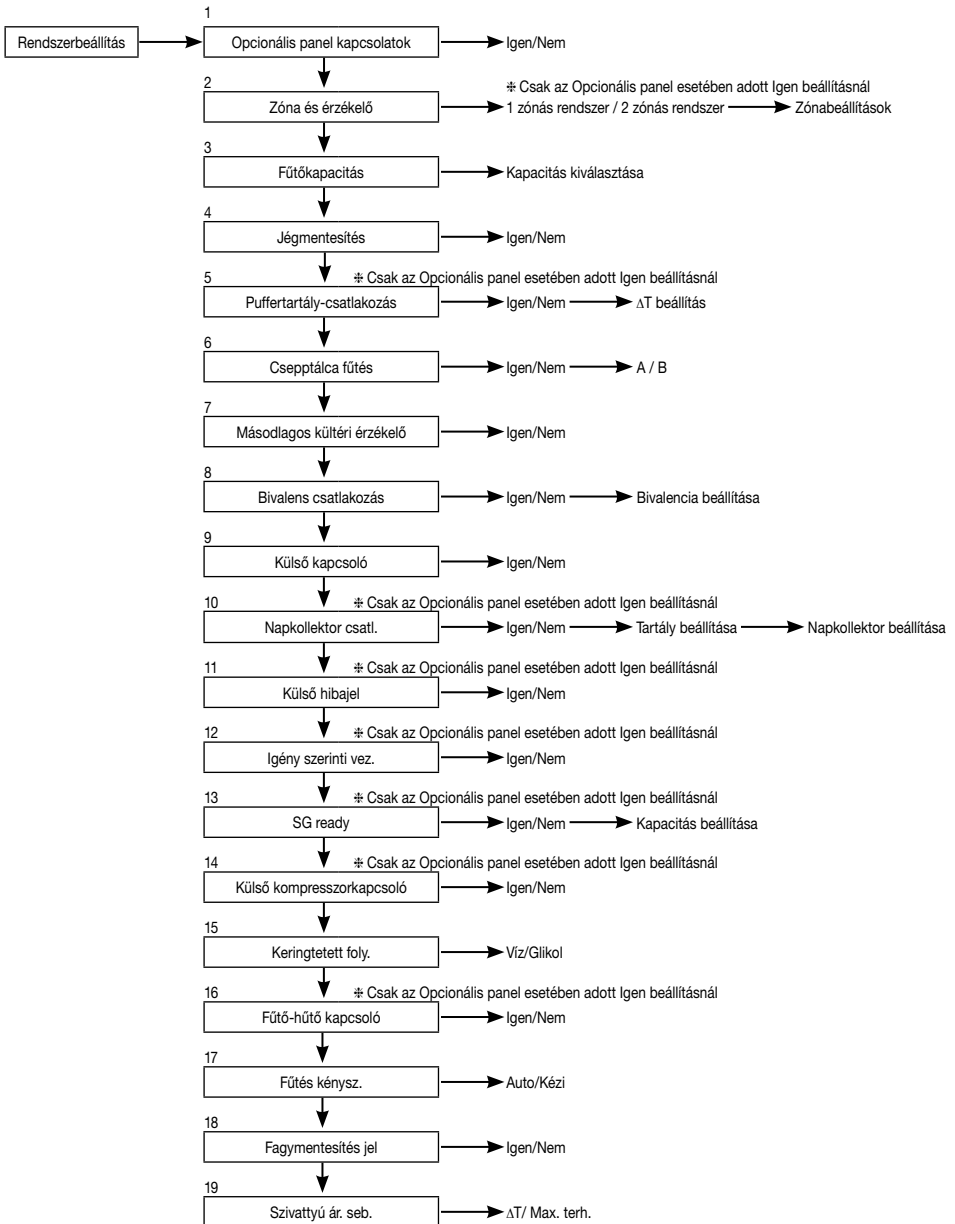 1
Rendszerbeállítás Opcionális panel kapcsolatok Igen/Nem
2 ⁜ Csak az Opcionális panel esetében adott Igen beállításnál
Zóna és érzékelő 1 zónás rendszer / 2 zónás rendszer Zónabeállítások
3
Fűtőkapacitás Kapacitás kiválasztása
4
Jégmentesítés Igen/Nem
5 ⁜ Csak az Opcionális panel esetében adott Igen beállításnál
Puffertartály-csatlakozás Igen/Nem ΔT beállítás
6
Csepptálca fűtés Igen/Nem A / B
7
Másodlagos kültéri érzékelő Igen/Nem
8
Bivalens csatlakozás Igen/Nem Bivalencia beállítása
9
Külső kapcsoló Igen/Nem
10 ⁜ Csak az Opcionális panel esetében adott Igen beállításnál
Napkollektor csatl. Igen/Nem Tartály beállítása Napkollektor beállítása
11 ⁜ Csak az Opcionális panel esetében adott Igen beállításnál
Külső hibajel Igen/Nem
12 ⁜ Csak az Opcionális panel esetében adott Igen beállításnál
Igény szerinti vez. Igen/Nem
13 ⁜ Csak az Opcionális panel esetében adott Igen beállításnál
SG ready Igen/Nem Kapacitás beállítása
14 ⁜ Csak az Opcionális panel esetében adott Igen beállításnál
Külső kompresszorkapcsoló Igen/Nem
15
Keringtetett foly. Víz/Glikol
16 ⁜ Csak az Opcionális panel esetében adott Igen beállításnál
Fűtő-hűtő kapcsoló Igen/Nem
17
Fűtés kénysz. Auto/Kézi
18
Fagymentesítés jel Igen/Nem
19
Szivattyú ár. seb. ΔT/ Max. terh.